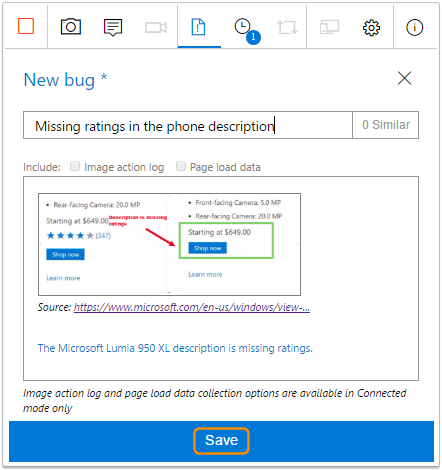 1
New bug *
Missing ratings in the phone description
0 Similar
Include: Image action log Page load data
• Rear-facing Camera: 20.0 MP
Starting at $649.00
(347)
Shop now
Learn more
Description is missing
ratings
• Front-facing Camera: 5.0 MP
• Rear-facing Camera: 20.0 MP
Starting at $649.00
Shop now
Learn more
Source: https://www.microsoft.com/en-us/windows/view-...
The Microsoft Lumia 950 XL description is missing ratings.
Image action log and page load data collection options are available in Connected
mode only
Save